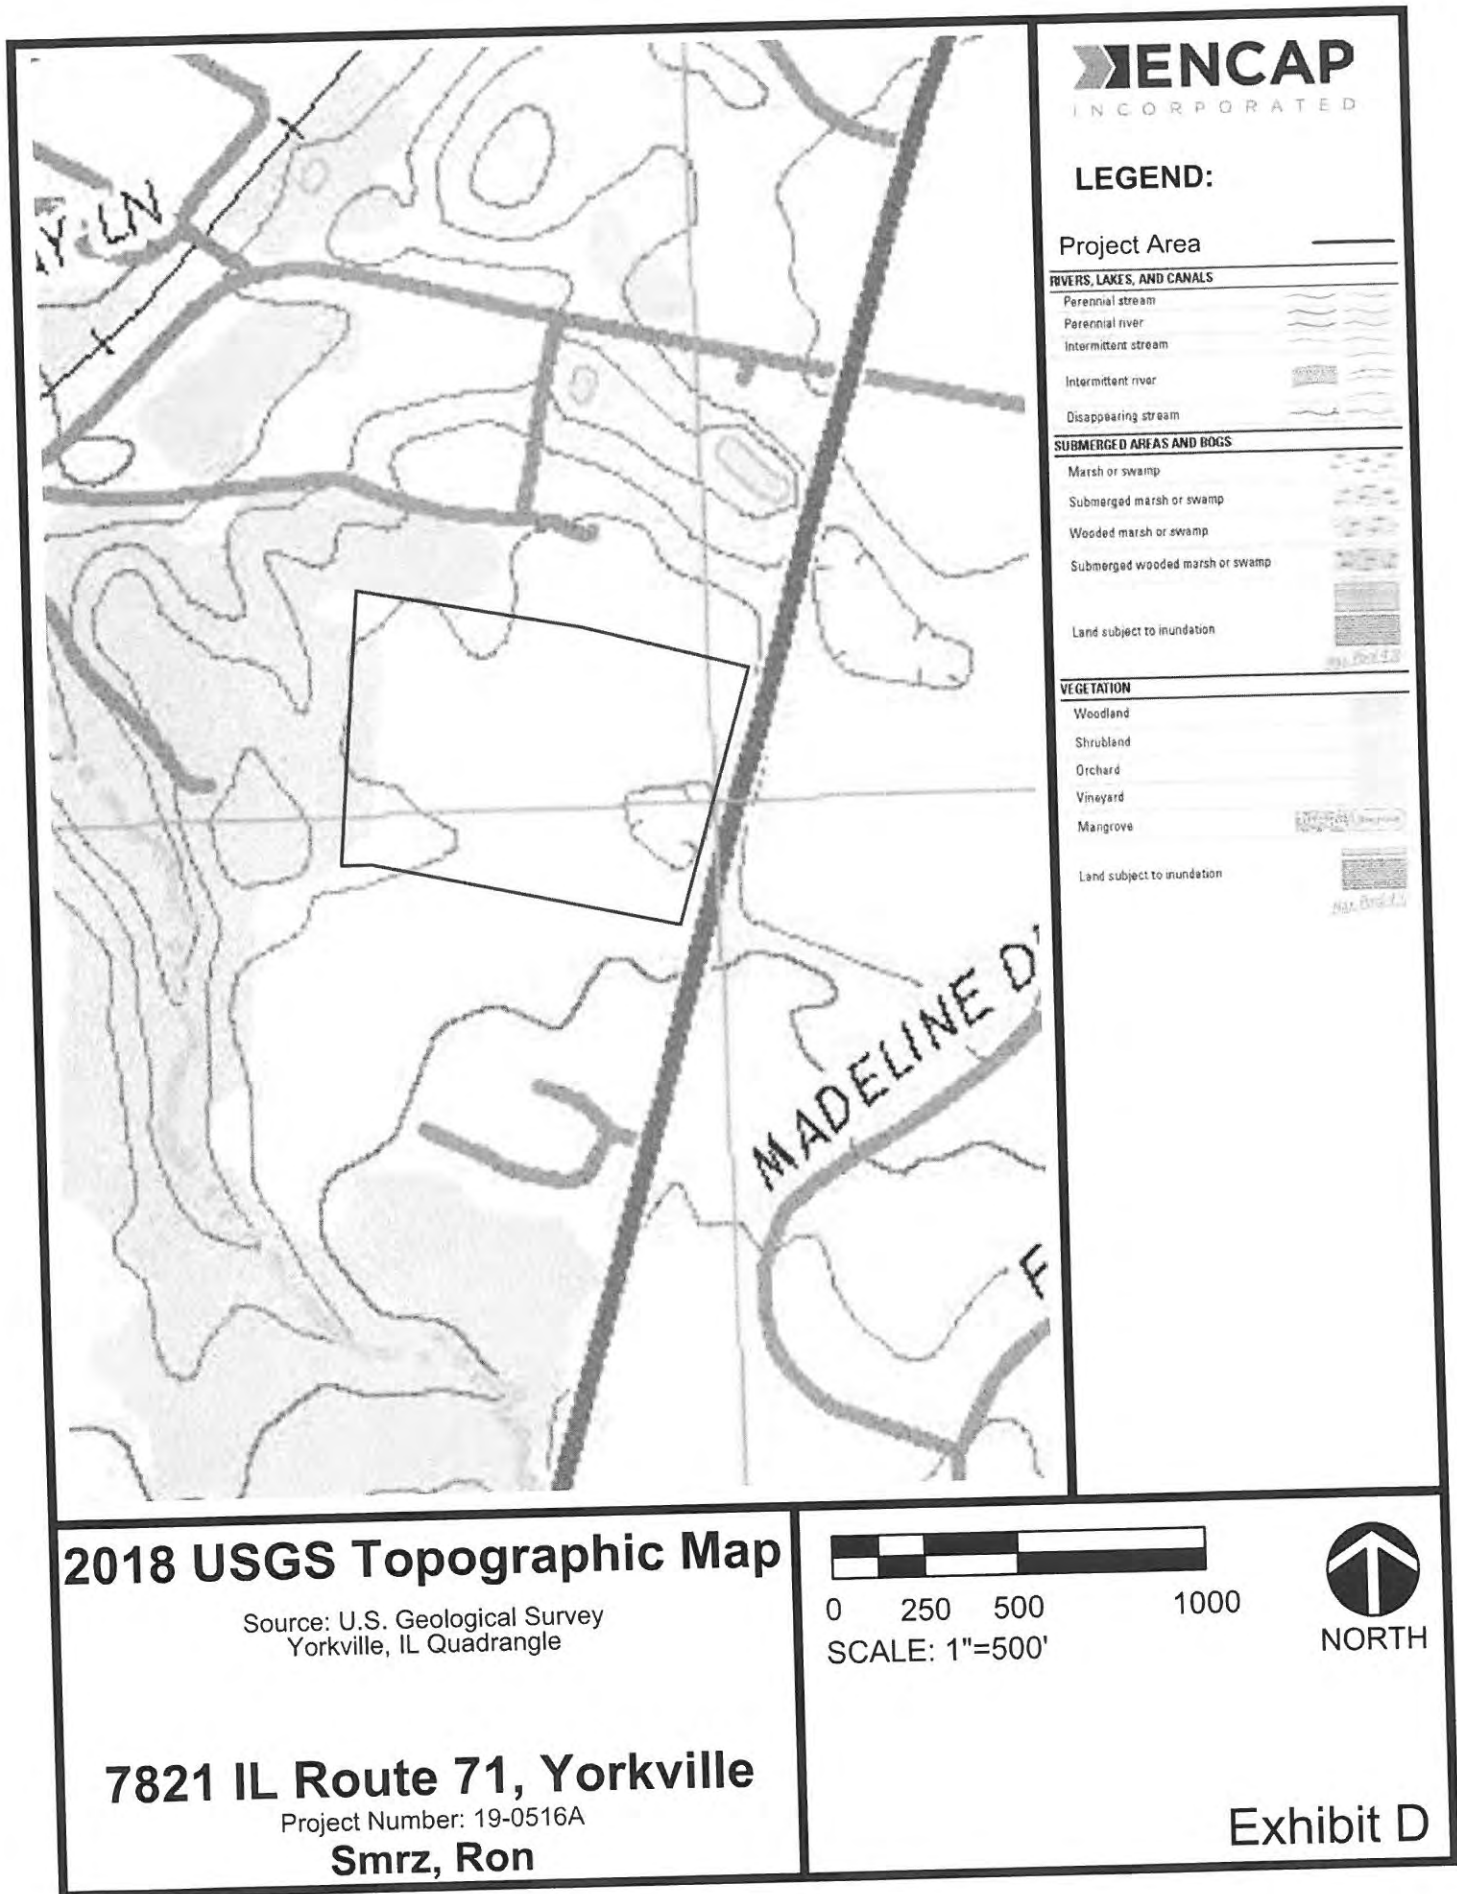 ENCAP
INCORPORATED
LEGEND:
Project Area
RIVERS, LAKES, AND CANALS
Perennial stream
Perennial river
Intermittent stream
Intermittent river
Disappearing stream
SUBMERGED AREAS AND BOGS
Marsh or swamp
Submerged marsh or swamp
Wooded marsh or swamp
Submerged wooded marsh or swamp
Land subject to inundation
VEGETATION
Woodland
Shrubland
Orchard
Vineyard
Mangrove
Land subject to inundation
AY LN
MADELINE D
F
2018 USGS Topographic Map
Source: U.S. Geological Survey
Yorkville, IL Quadrangle
7821 IL Route 71, Yorkville
Project Number: 19-0516A
Smrz, Ron
0 250 500 1000
SCALE: 1"=500'
NORTH
Exhibit D